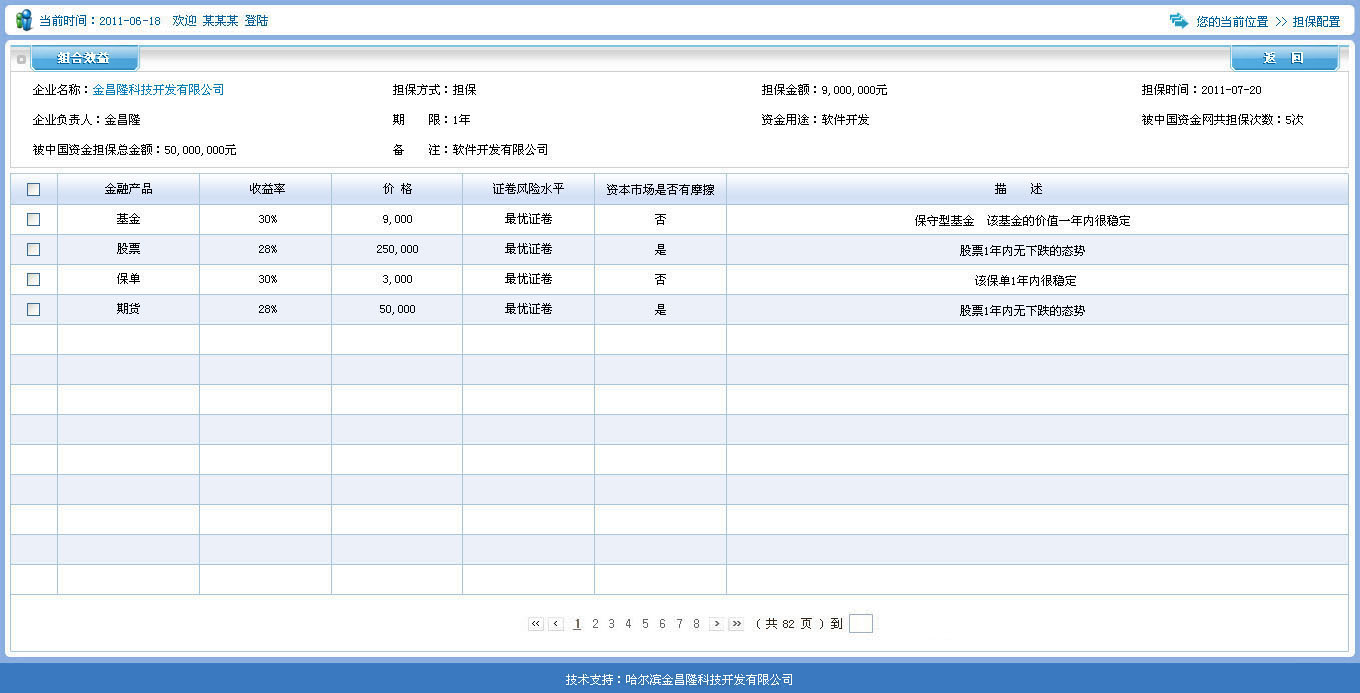 当前时间：2011-06-18 欢迎 某某某 登陆 您的当前位置 >> 担保配置
组合效益 返 回
企业名称：金昌隆科技开发有限公司 担保方式：担保 担保金额：9,000,000元 担保时间：2011-07-20
企业负责人：金昌隆 期 限：1年 资金用途：软件开发 被中国资金网共担保次数：5次
被中国资金担保总金额：50,000,000元 备 注：软件开发有限公司
金融产品 收益率 价 格 证卷风险水平 资本市场是否有摩擦 描 述
基金 30% 9,000 最优证卷 否 保守型基金 该基金的价值一年内很稳定
股票 28% 250,000 最优证卷 是 股票1年内无下跌的态势
保单 30% 3,000 最优证卷 否 该保单1年内很稳定
期货 28% 50,000 最优证卷 是 股票1年内无下跌的态势
<< < 1 2 3 4 5 6 7 8 > >> （ 共 82 页 ）到
技术支持：哈尔滨金昌隆科技开发有限公司